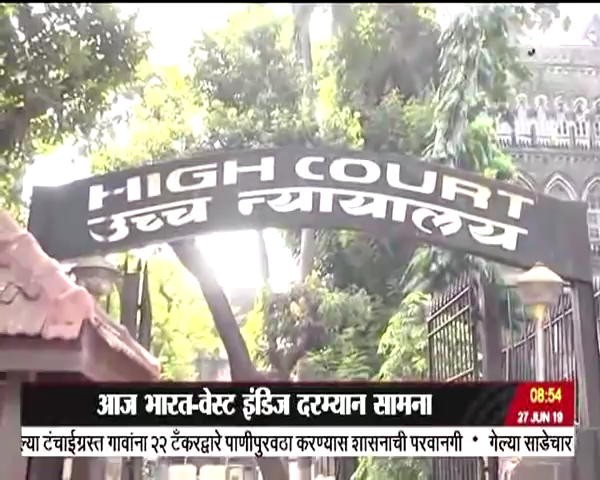 HIGH COURT
उच्च न्यायालय
आज भारत-वेस्ट इंडिज दरम्यान सामना
08:54
27 JUN 19
टंचाईग्रस्त गावांना २२ टँकरद्वारे पाणीपुरवठा करण्यास शासनाची परवानगी * गेल्या साडेचार